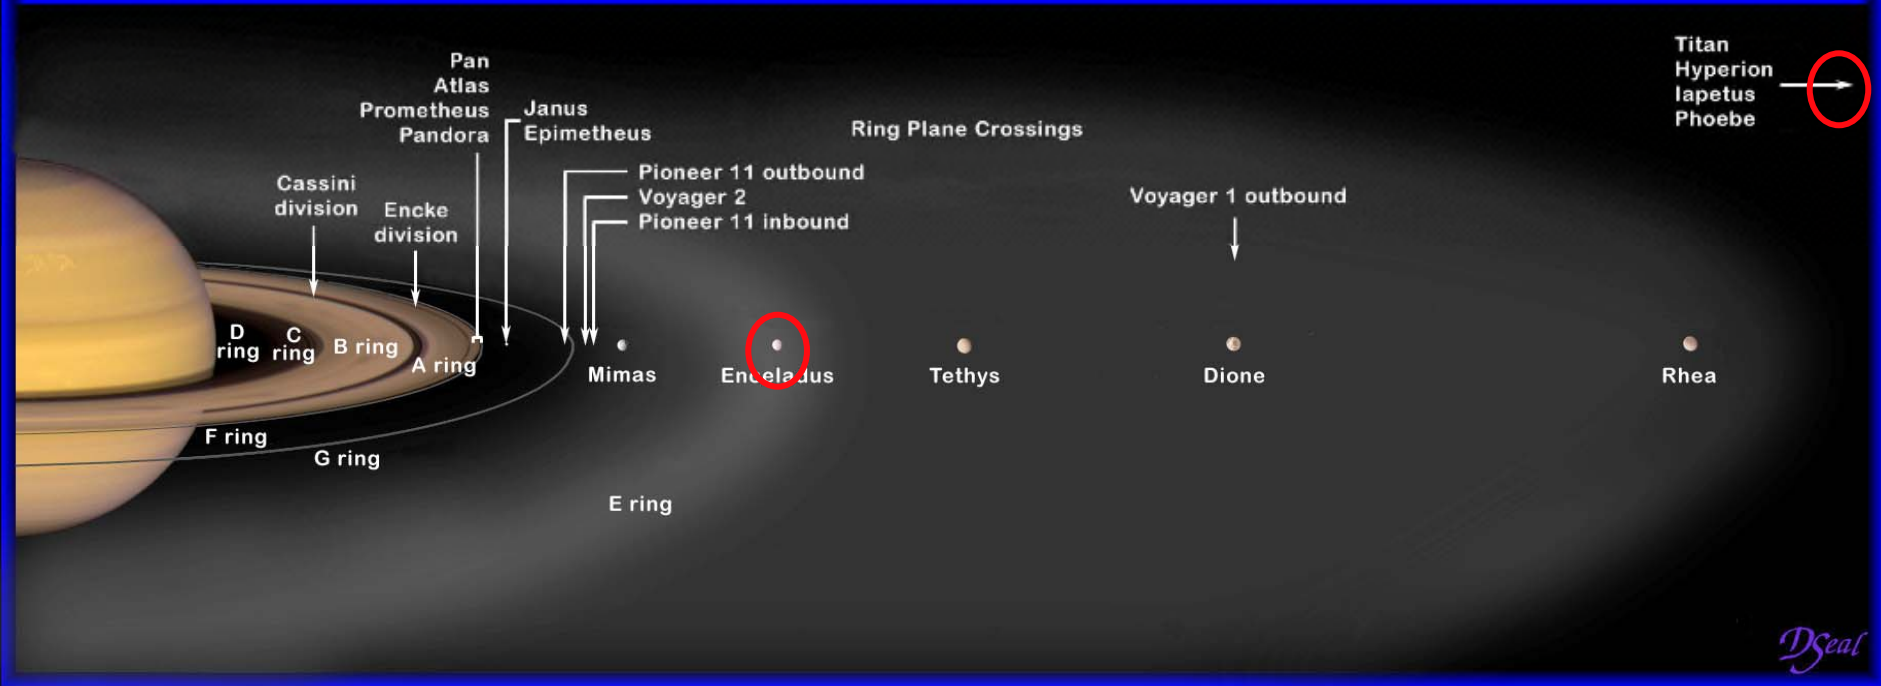 Titan
Hyperion
Iapetus
Phoebe
Pan
Atlas
Prometheus
Pandora
Janus
Epimetheus
Ring Plane Crossings
Pioneer 11 outbound
Voyager 2
Pioneer 11 inbound
Voyager 1 outbound
Cassini
division
Encke
division
D
ring
C
ring
B ring
A ring
Mimas
Enceladus
Tethys
Dione
Rhea
F ring
G ring
E ring
DSeal